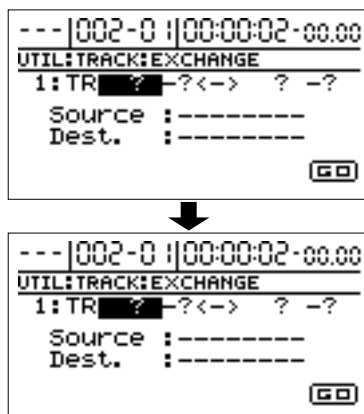 ---|002-01|00:00:02-00.00
UTIL:TRACK:EXCHANGE
1:TR ? -?<-> ? -?
Source :--------
Dest. :--------
GO
---|002-01|00:00:02-00.00
UTIL:TRACK:EXCHANGE
1:TR ? -?<-> ? -?
Source :--------
Dest. :--------
GO